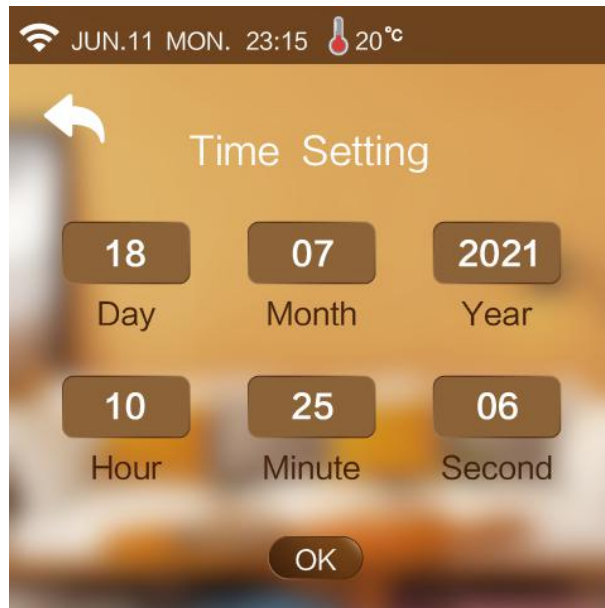 JUN.11 MON. 23:15 20°C
Time Setting
18 07 2021
Day Month Year
10 25 06
Hour Minute Second
OK